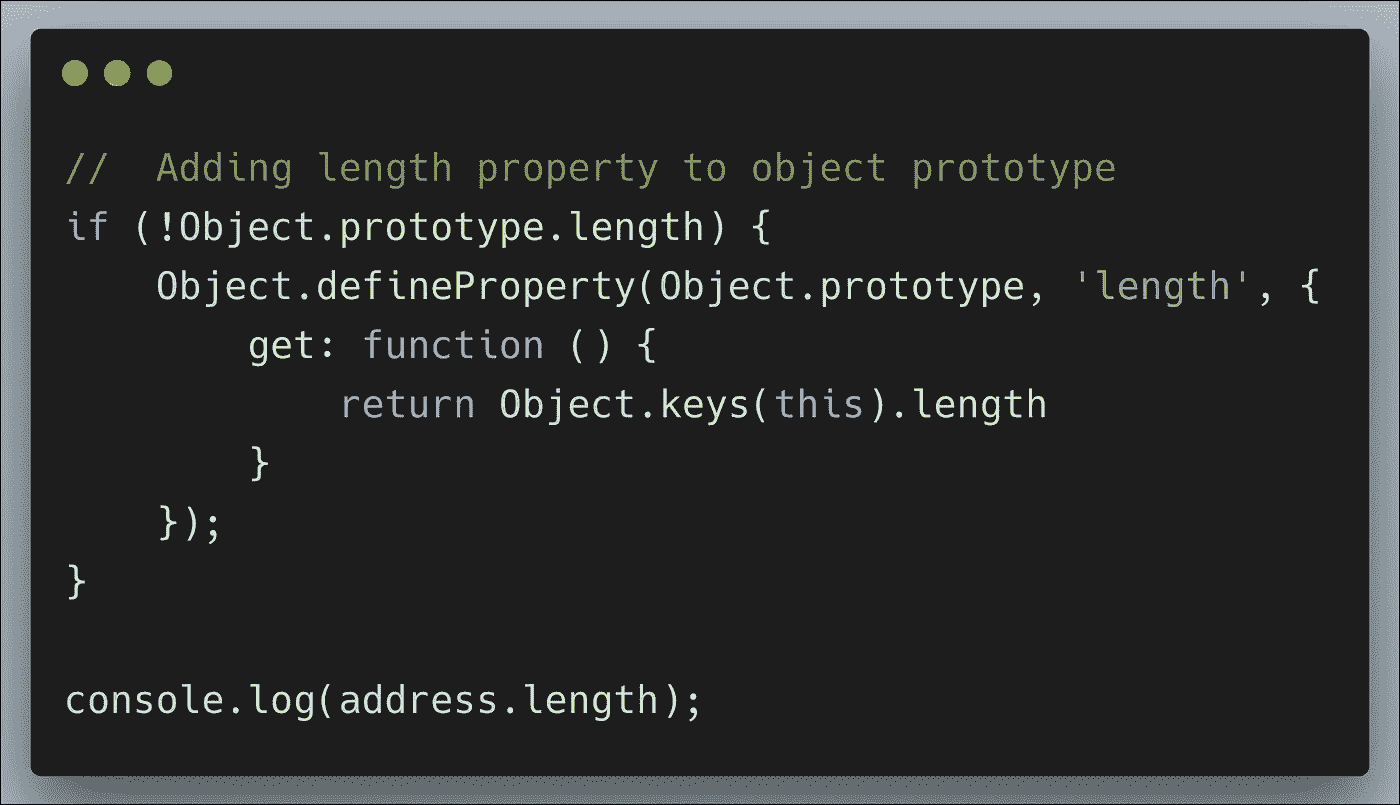 //  Adding length property to object prototype
if (!Object.prototype.length) {
    Object.defineProperty(Object.prototype, 'length', {
        get: function () {
            return Object.keys(this).length
        }
    });
}

console.log(address.length);